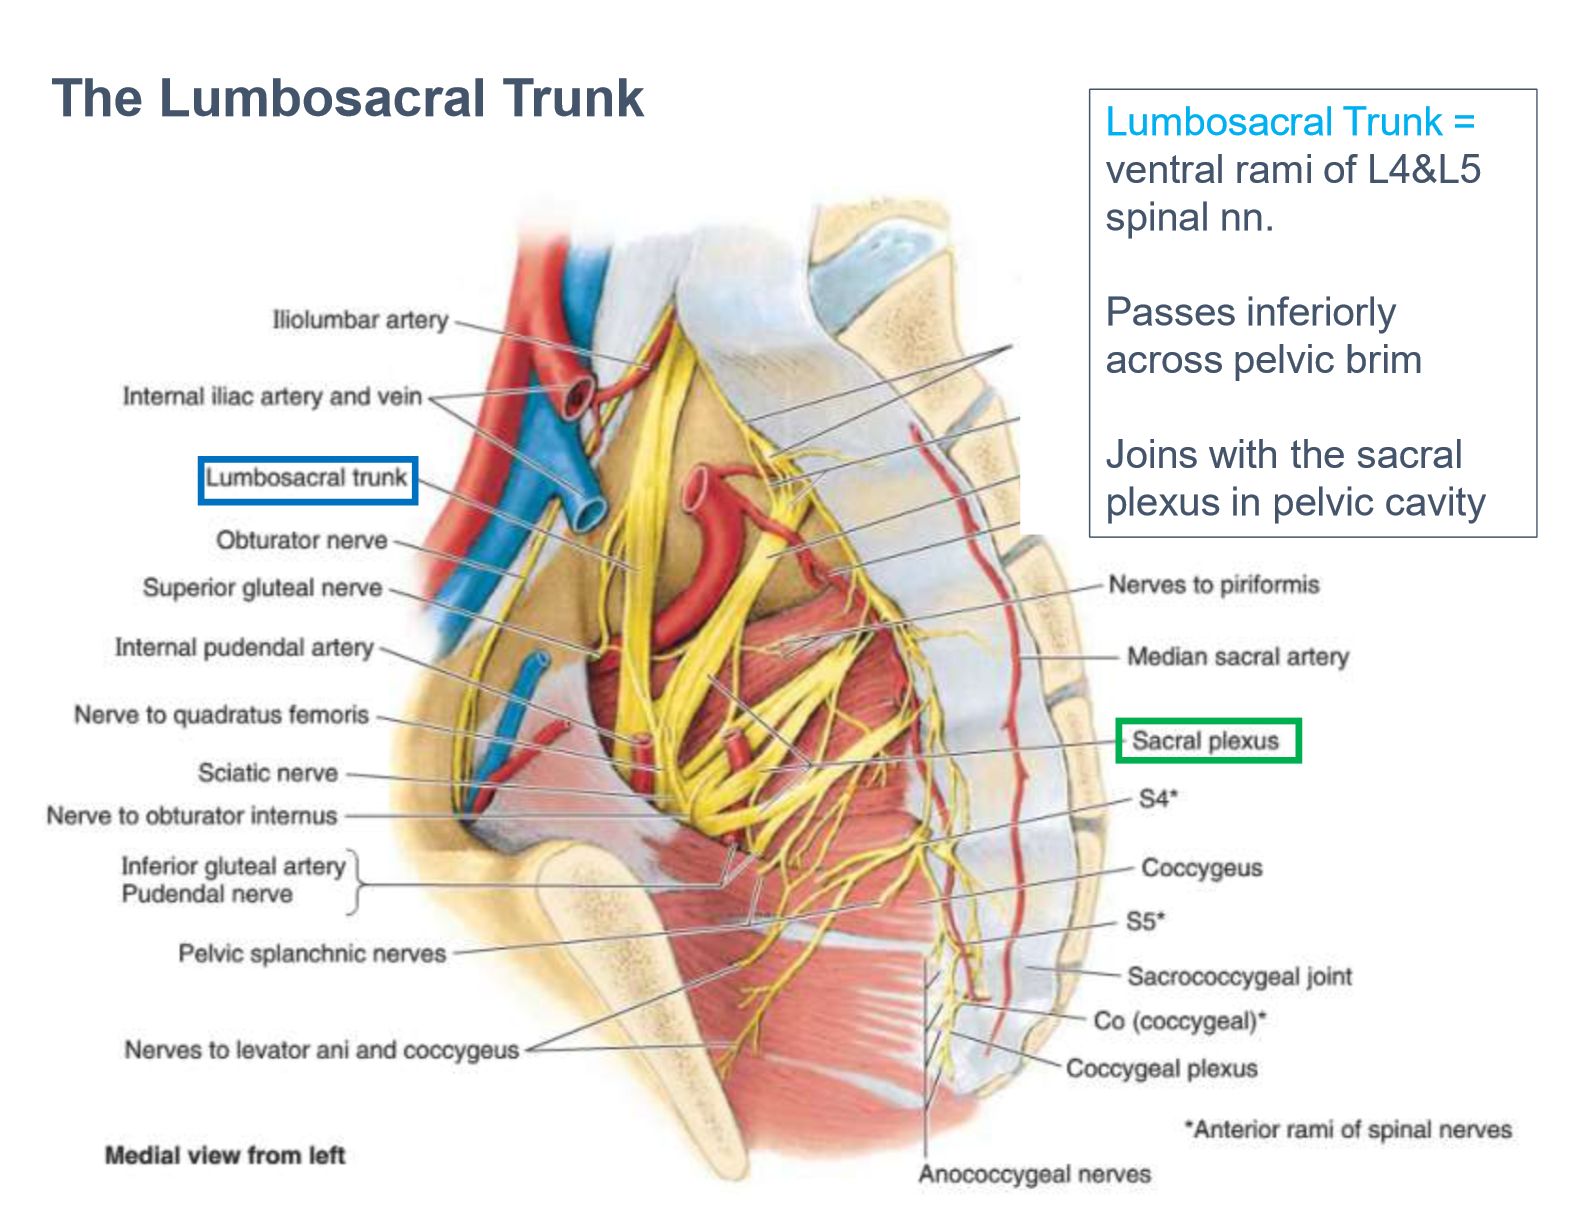 The Lumbosacral Trunk
Lumbosacral Trunk =
ventral rami of L4&L5
spinal nn.
Passes inferiorly
across pelvic brim
Joins with the sacral
plexus in pelvic cavity
Iliolumbar artery
Internal iliac artery and vein
Lumbosacral trunk
Obturator nerve
Superior gluteal nerve
Internal pudendal artery
Nerve to quadratus femoris
Sciatic nerve
Nerve to obturator internus
Inferior gluteal artery
Pudendal nerve
Pelvic splanchnic nerves
Nerves to levator ani and coccygeus
Medial view from left
Nerves to piriformis
Median sacral artery
Sacral plexus
S4*
Coccygeus
S5*
Sacrococcygeal joint
Co (coccygeal)*
Coccygeal plexus
*Anterior rami of spinal nerves
Anococcygeal nerves